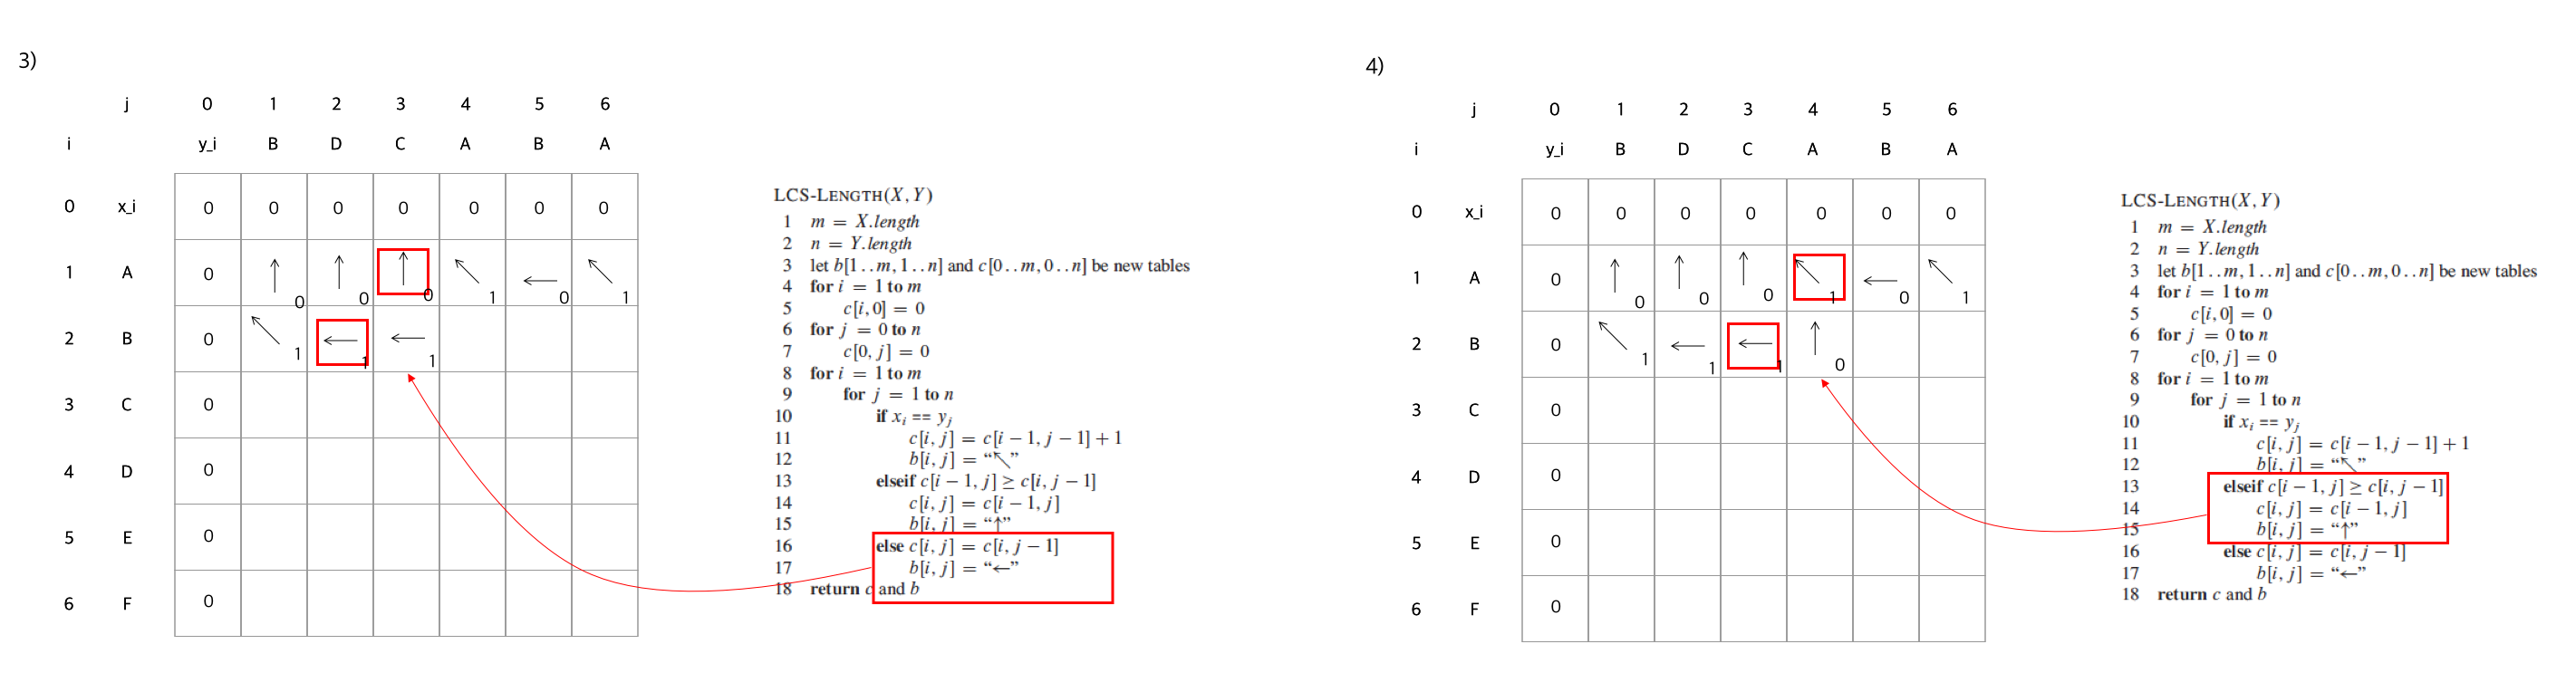 3)
j 0 1 2 3 4 5 6
i y_i B D C A B A
0 x_i 0 0 0 0 0 0 0
1 A 0 ↑ 0 ↑ 0 ↑ 0 ↖ 1 ← 0 ↖ 1
2 B 0 ↖ 1 ← 1 ← 1
3 C 0
4 D 0
5 E 0
6 F 0
LCS-LENGTH(X, Y)
1 m = X.length
2 n = Y.length
3 let b[1..m, 1..n] and c[0..m, 0..n] be new tables
4 for i = 1 to m
5 c[i, 0] = 0
6 for j = 0 to n
7 c[0, j] = 0
8 for i = 1 to m
9 for j = 1 to n
10 if x_i == y_j
11 c[i, j] = c[i − 1, j − 1] + 1
12 b[i, j] = “↖”
13 elseif c[i − 1, j] ≥ c[i, j − 1]
14 c[i, j] = c[i − 1, j]
15 b[i, j] = “↑”
16 else c[i, j] = c[i, j − 1]
17 b[i, j] = “←”
18 return c and b
4)
j 0 1 2 3 4 5 6
i y_i B D C A B A
0 x_i 0 0 0 0 0 0 0
1 A 0 ↑ 0 ↑ 0 ↑ 0 ↖ 1 ← 0 ↖ 1
2 B 0 ↖ 1 ← 1 ← 1 ↑ 0
3 C 0
4 D 0
5 E 0
6 F 0
LCS-LENGTH(X, Y)
1 m = X.length
2 n = Y.length
3 let b[1..m, 1..n] and c[0..m, 0..n] be new tables
4 for i = 1 to m
5 c[i, 0] = 0
6 for j = 0 to n
7 c[0, j] = 0
8 for i = 1 to m
9 for j = 1 to n
10 if x_i == y_j
11 c[i, j] = c[i − 1, j − 1] + 1
12 b[i, j] = “↖”
13 elseif c[i − 1, j] ≥ c[i, j − 1]
14 c[i, j] = c[i − 1, j]
15 b[i, j] = “↑”
16 else c[i, j] = c[i, j − 1]
17 b[i, j] = “←”
18 return c and b